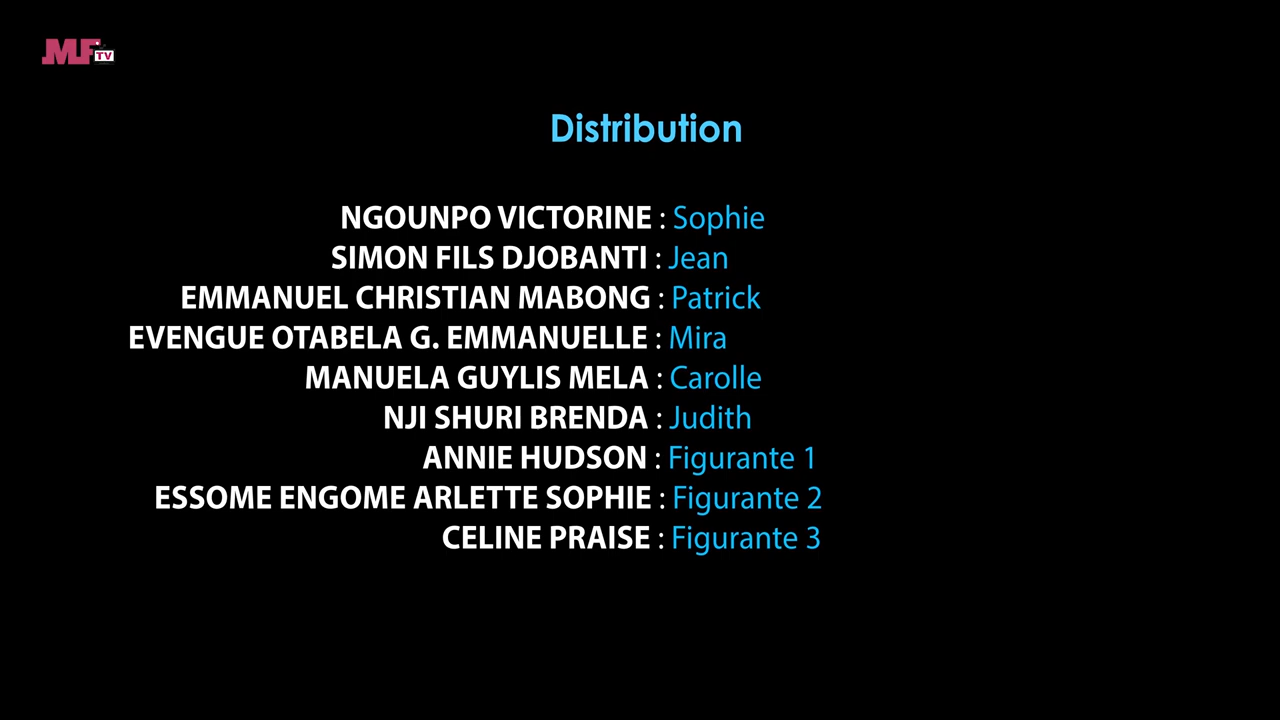 MF TV
Distribution
NGOUNPO VICTORINE : Sophie
SIMON FILS DJOBANTI : Jean
EMMANUEL CHRISTIAN MABONG : Patrick
EVENGUE OTABELA G. EMMANUELLE : Mira
MANUELA GUYLIS MELA : Carolle
NJI SHURI BRENDA : Judith
ANNIE HUDSON : Figurante 1
ESSOME ENGOME ARLETTE SOPHIE : Figurante 2
CELINE PRAISE : Figurante 3